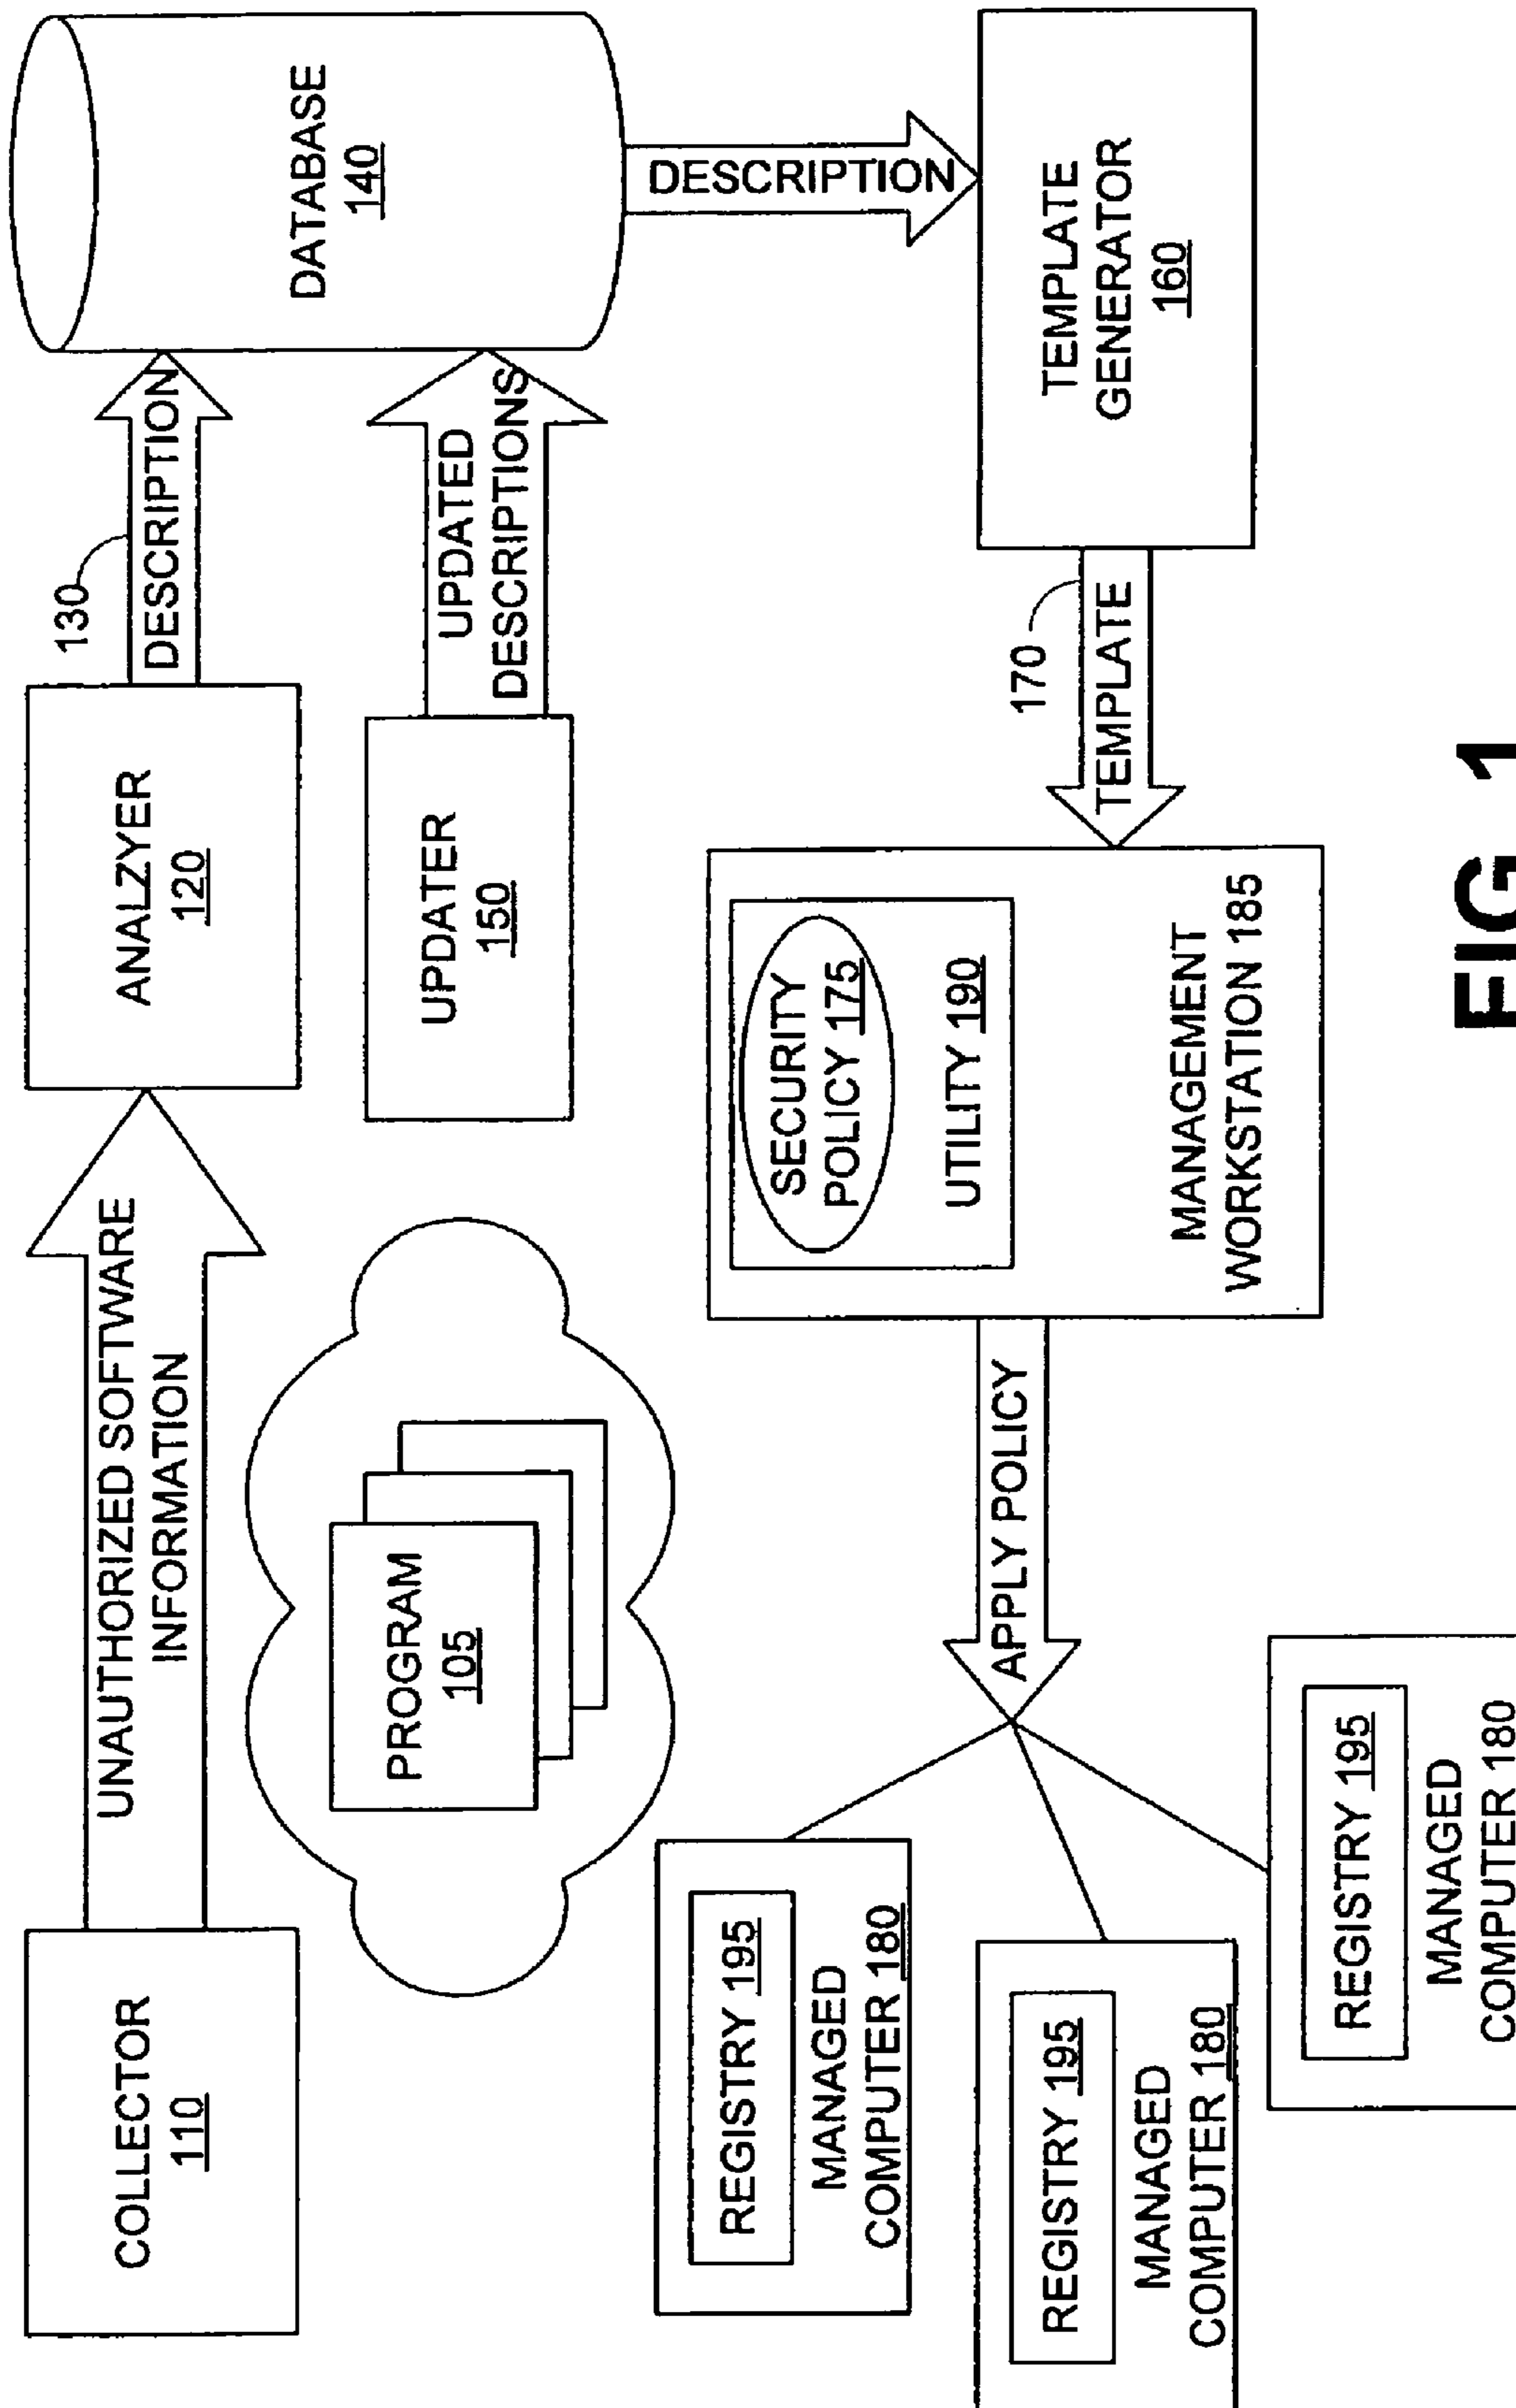 COLLECTOR
110
UNAUTHORIZED SOFTWARE
INFORMATION
ANALZYER
120
130
DESCRIPTION
DATABASE
140
PROGRAM
105
UPDATER
150
UPDATED
DESCRIPTIONS
DESCRIPTION
REGISTRY 195
MANAGED
COMPUTER 180
REGISTRY 195
MANAGED
COMPUTER 180
REGISTRY 195
MANAGED
COMPUTER 180
APPLY POLICY
SECURITY
POLICY 175
UTILITY 190
MANAGEMENT
WORKSTATION 185
170
TEMPLATE
TEMPLATE
GENERATOR
160
FIG 1